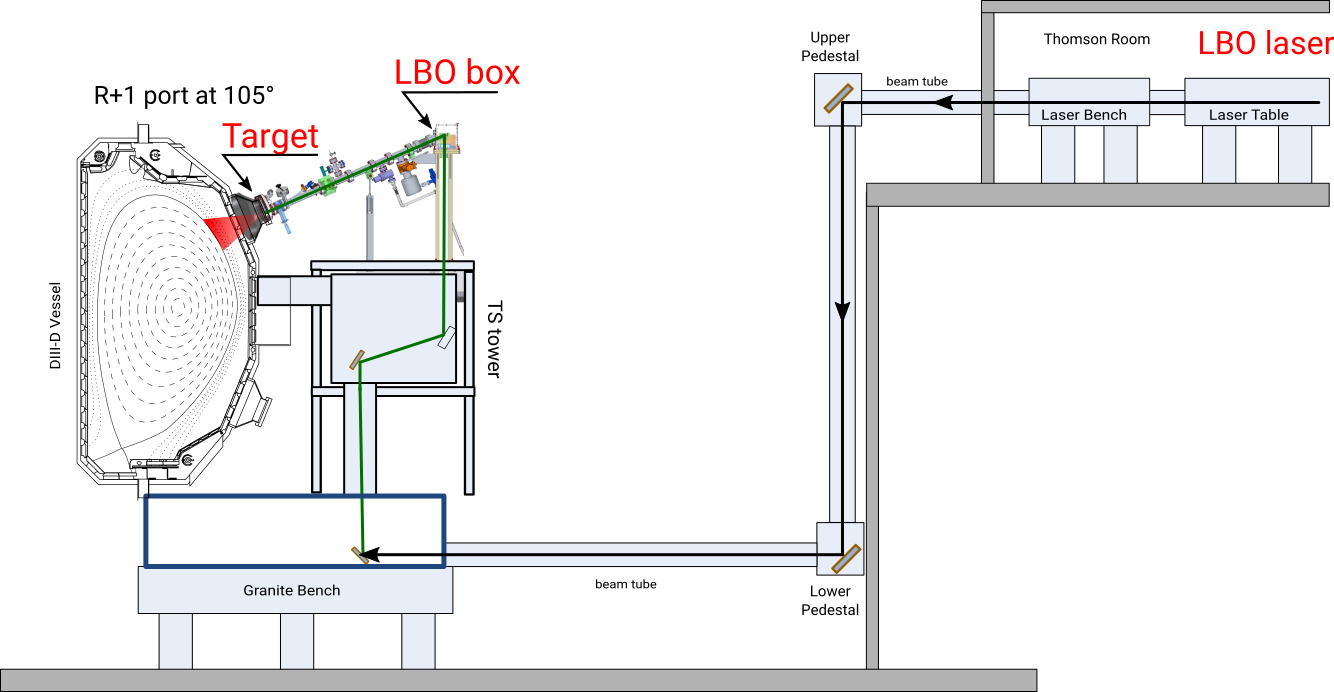 Upper
Pedestal
Thomson Room
LBO laser
LBO box
beam tube
R+1 port at 105°
Laser Bench
Laser Table
Target
DIII-D Vessel
TS tower
beam tube
Granite Bench
Lower
Pedestal